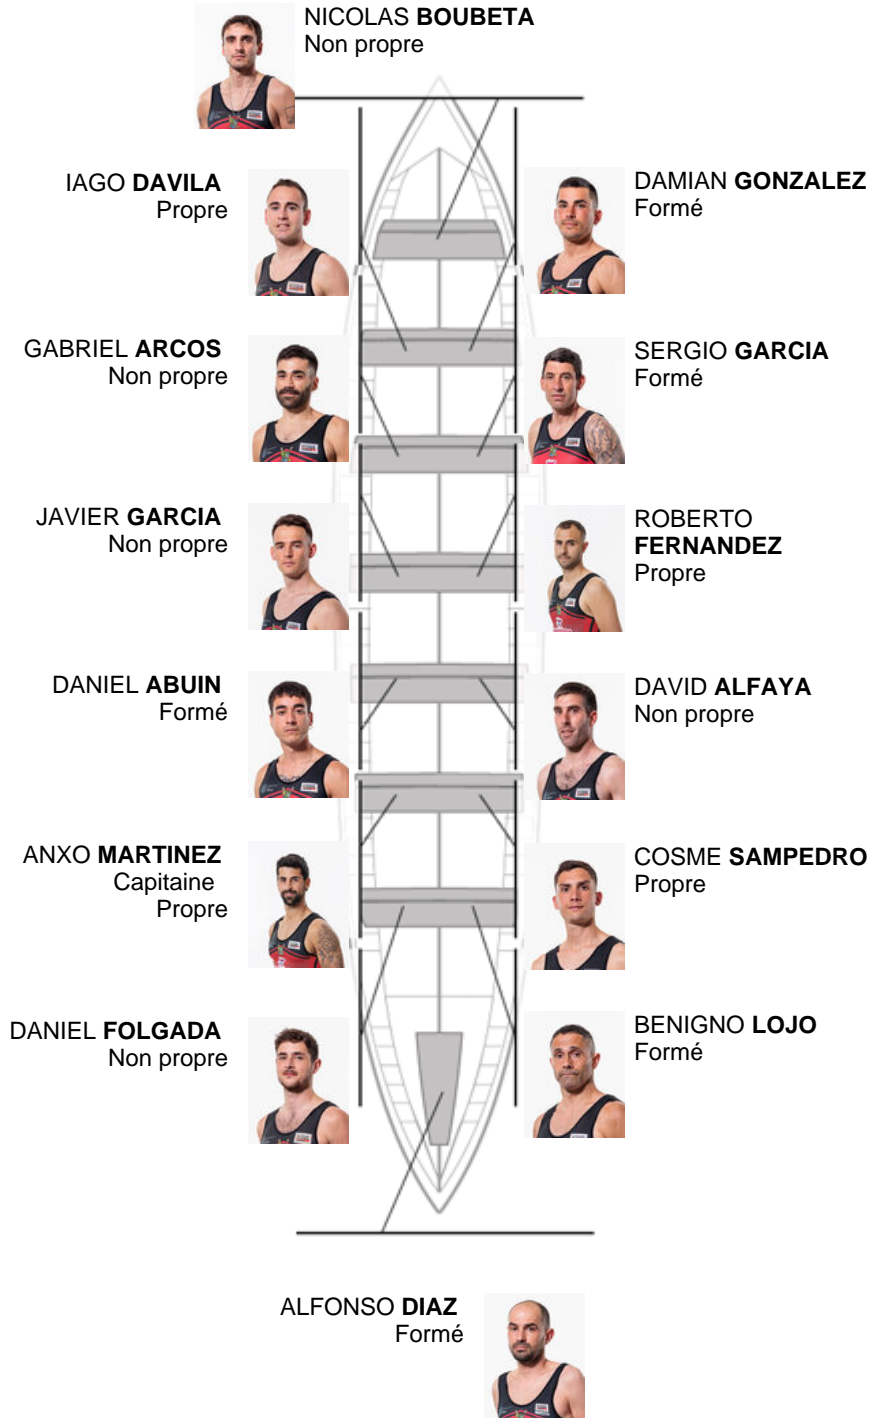 NICOLAS BOUBETA
Non propre
IAGO DAVILA
Propre
DAMIAN GONZALEZ
Formé
GABRIEL ARCOS
Non propre
SERGIO GARCIA
Formé
JAVIER GARCIA
Non propre
ROBERTO
FERNANDEZ
Propre
DANIEL ABUIN
Formé
DAVID ALFAYA
Non propre
ANXO MARTINEZ
Capitaine
Propre
COSME SAMPEDRO
Propre
DANIEL FOLGADA
Non propre
BENIGNO LOJO
Formé
ALFONSO DIAZ
Formé